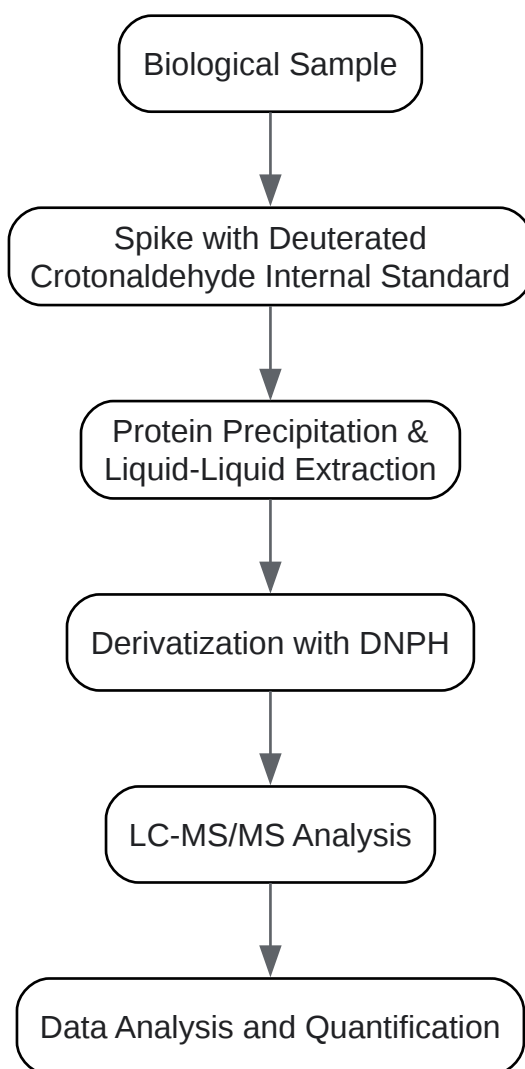 Biological Sample
Spike with Deuterated
Crotonaldehyde Internal Standard
Protein Precipitation &
Liquid-Liquid Extraction
Derivatization with DNPH
LC-MS/MS Analysis
Data Analysis and Quantification